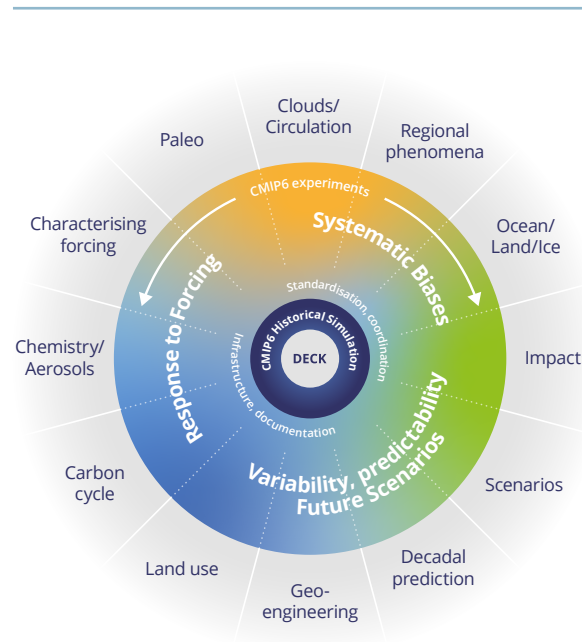 Clouds/
Circulation
Regional
phenomena
Ocean/
Land/Ice
Impact
Scenarios
Decadal
prediction
Geo-
engineering
Land use
Carbon
cycle
Chemistry/
Aerosols
Characterising
forcing
Paleo
CMIP6 experiments
Systematic Biases
Response to Forcing
Variability, predictability
Future Scenarios
Standardisation, coordination
Infrastructure, documentation
CMIP6 Historical Simulation
DECK